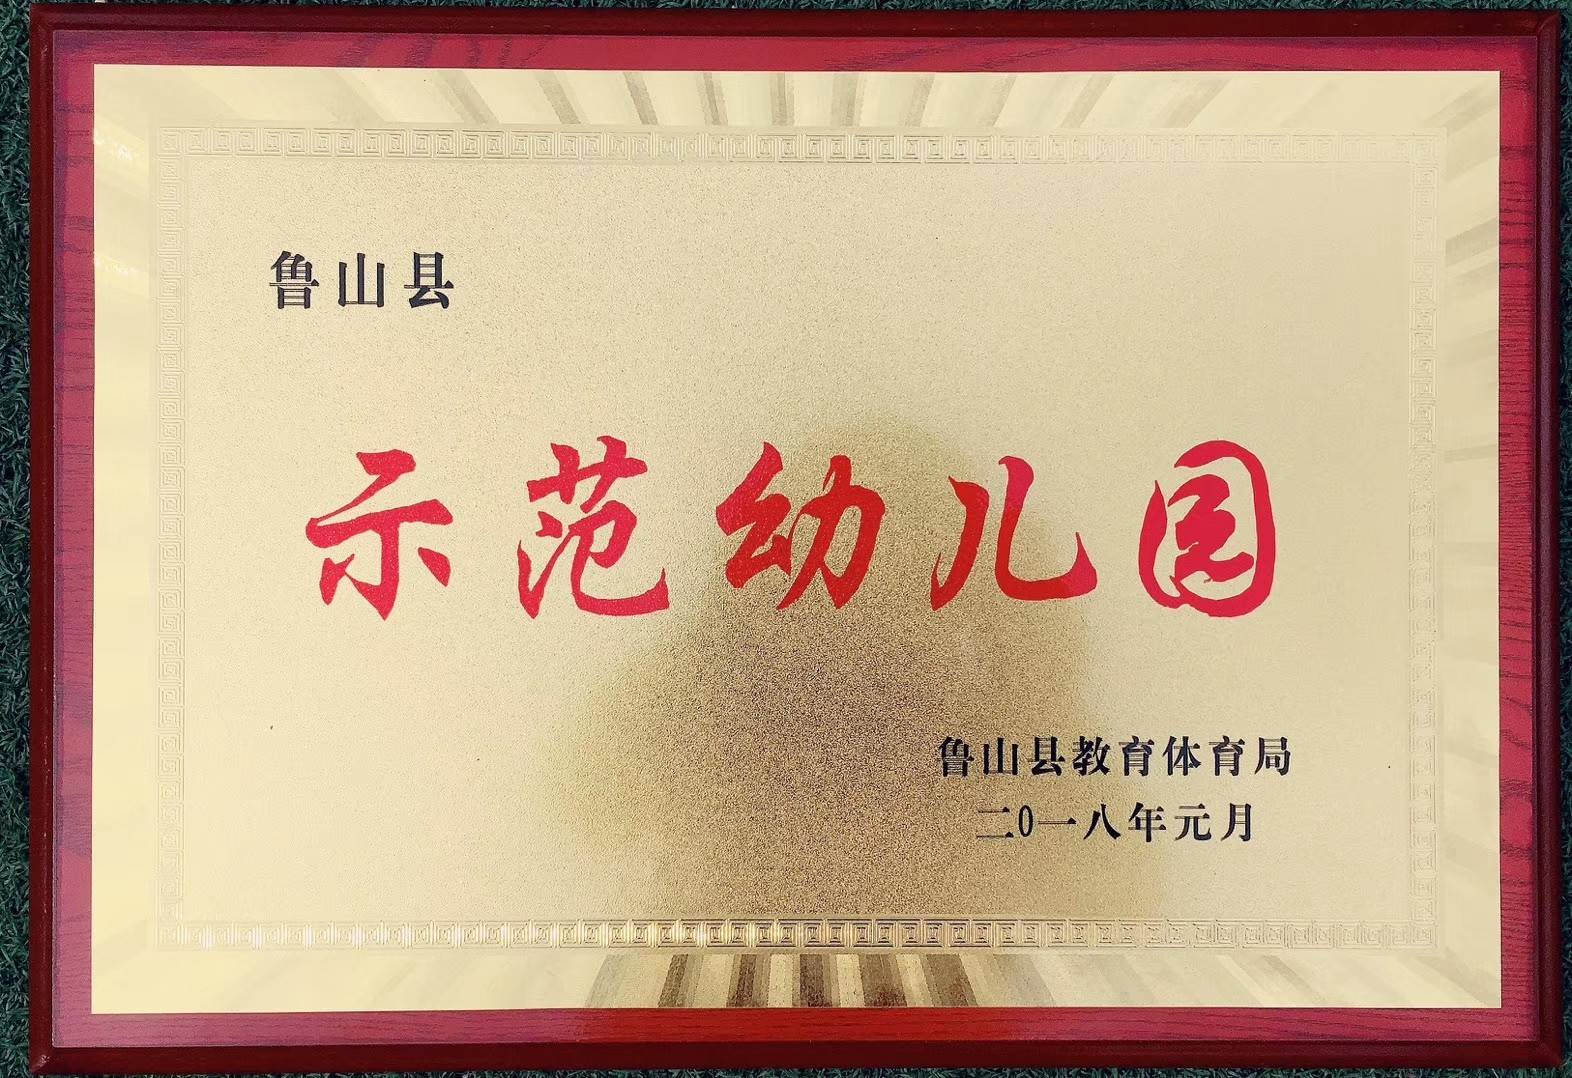 鲁山县
示范幼儿园
鲁山县教育体育局
二0一八年元月